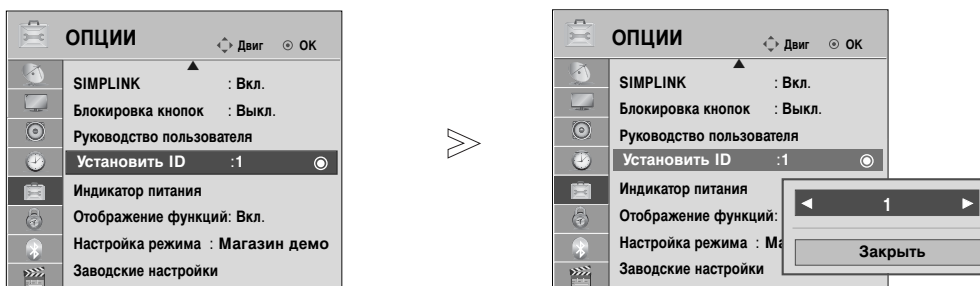 ОПЦИИ Двиг OK
SIMPLINK : Вкл.
Блокировка кнопок : Выкл.
Руководство пользователя
Установить ID :1
Индикатор питания
Отображение функций: Вкл.
Настройка режима : Магазин демо
Заводские настройки
ОПЦИИ Двиг OK
SIMPLINK : Вкл.
Блокировка кнопок : Выкл.
Руководство пользователя
Установить ID :1
Индикатор питания
Отображение функций:
Настройка режима : Ма
Заводские настройки
◄ 1 ►
Закрыть